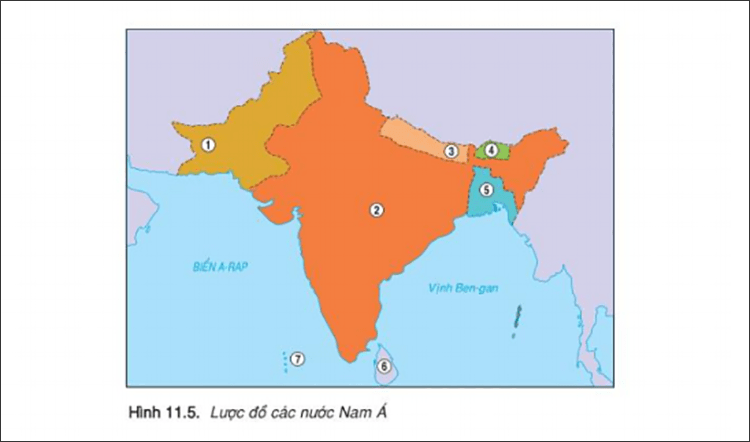 1
3
4
5
2
BIỂN A-RAP
Vịnh Ben-gan
7
6
Hình 11.5. Lược đồ các nước Nam Á